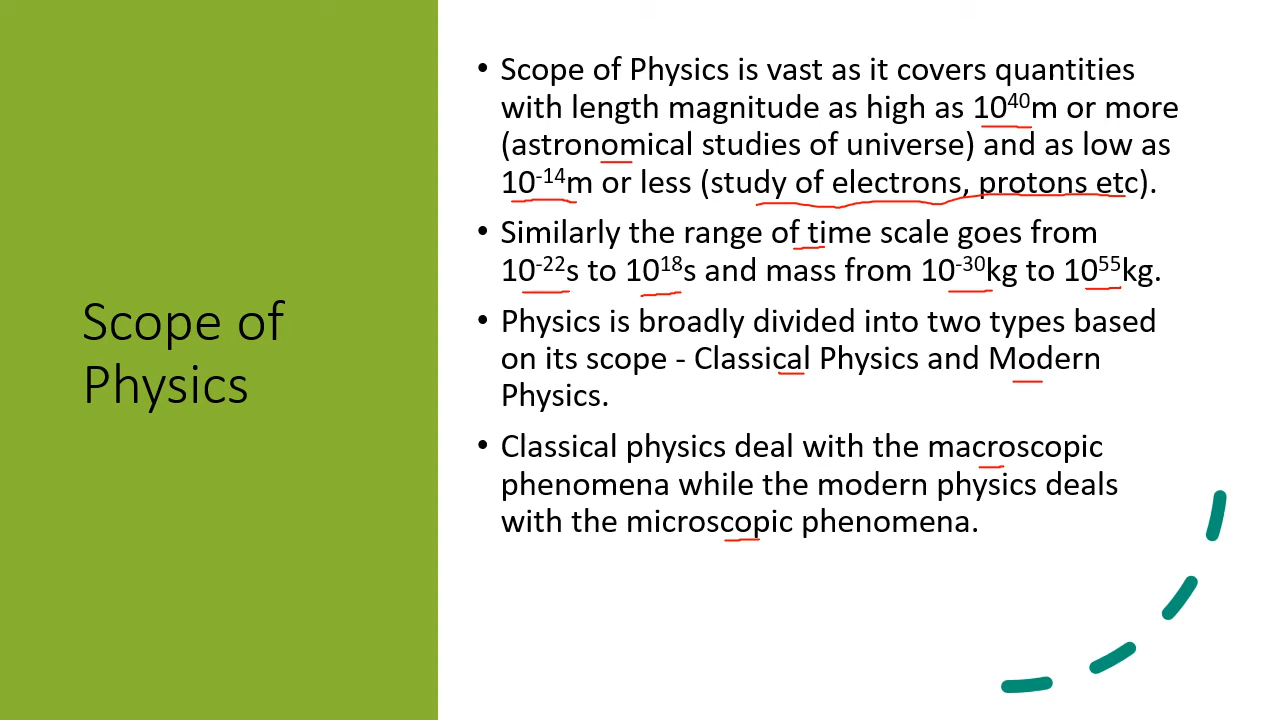 Scope of
Physics
• Scope of Physics is vast as it covers quantities
with length magnitude as high as 10⁴⁰m or more
(astronomical studies of universe) and as low as
10⁻¹⁴m or less (study of electrons, protons etc).
• Similarly the range of time scale goes from
10⁻²²s to 10¹⁸s and mass from 10⁻³⁰kg to 10⁵⁵kg.
• Physics is broadly divided into two types based
on its scope - Classical Physics and Modern
Physics.
• Classical physics deal with the macroscopic
phenomena while the modern physics deals
with the microscopic phenomena.